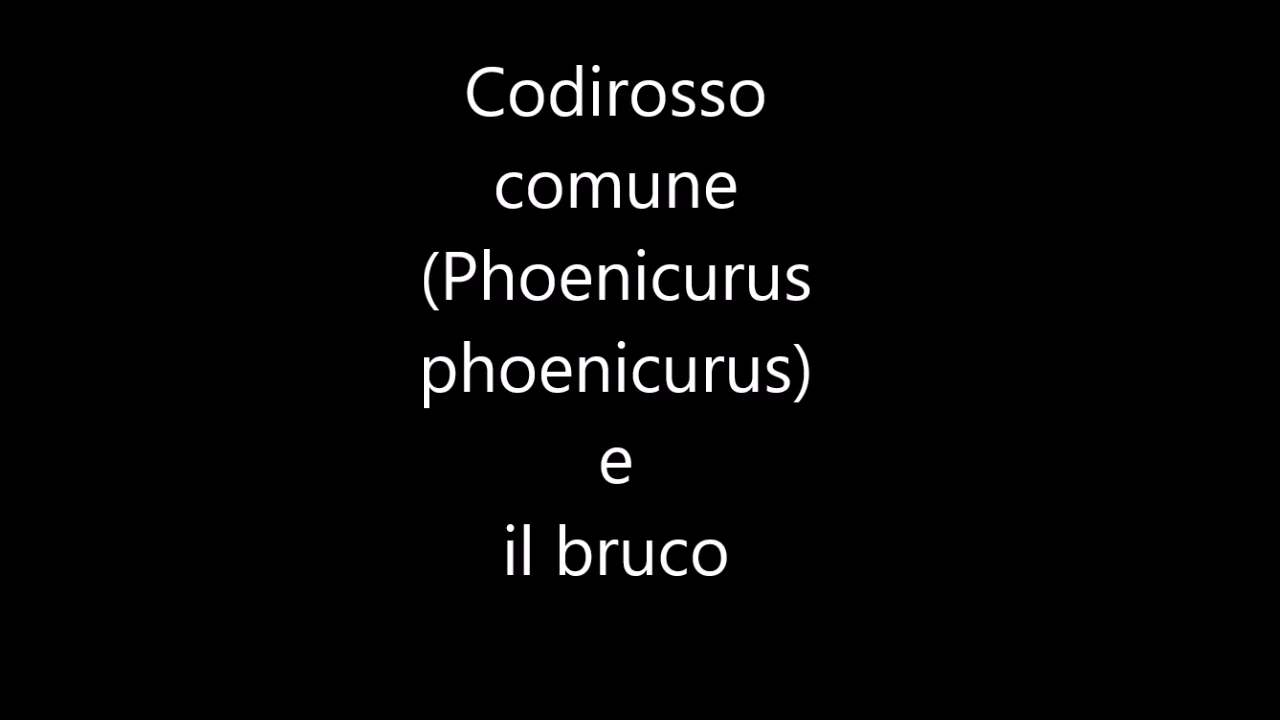 Codirosso
comune
(Phoenicurus
phoenicurus)
e
il bruco